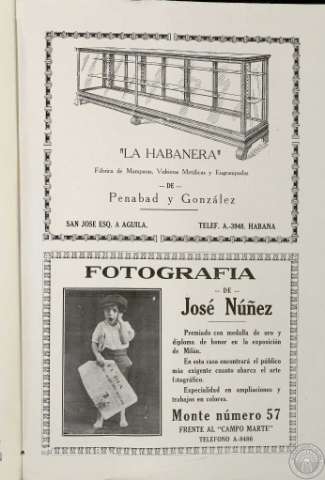 "LA HABANERA"
Fábrica de Mamparas, Vidrieras Metálicas y Engrampadas
— DE —
Penabad y González
SAN JOSE ESQ. A AGUILA. TELEF. A.-3948. HABANA
FOTOGRAFIA
— DE —
José Núñez
Premiado con medalla de oro y
diploma de honor en la exposición
de Milán.
En esta casa encontrará el público
más exigente cuanto abarca el arte
fotográfico.
Especialidad en ampliaciones y
trabajos en colores.
Monte número 57
FRENTE AL "CAMPO MARTE"
TELEFONO A-8486